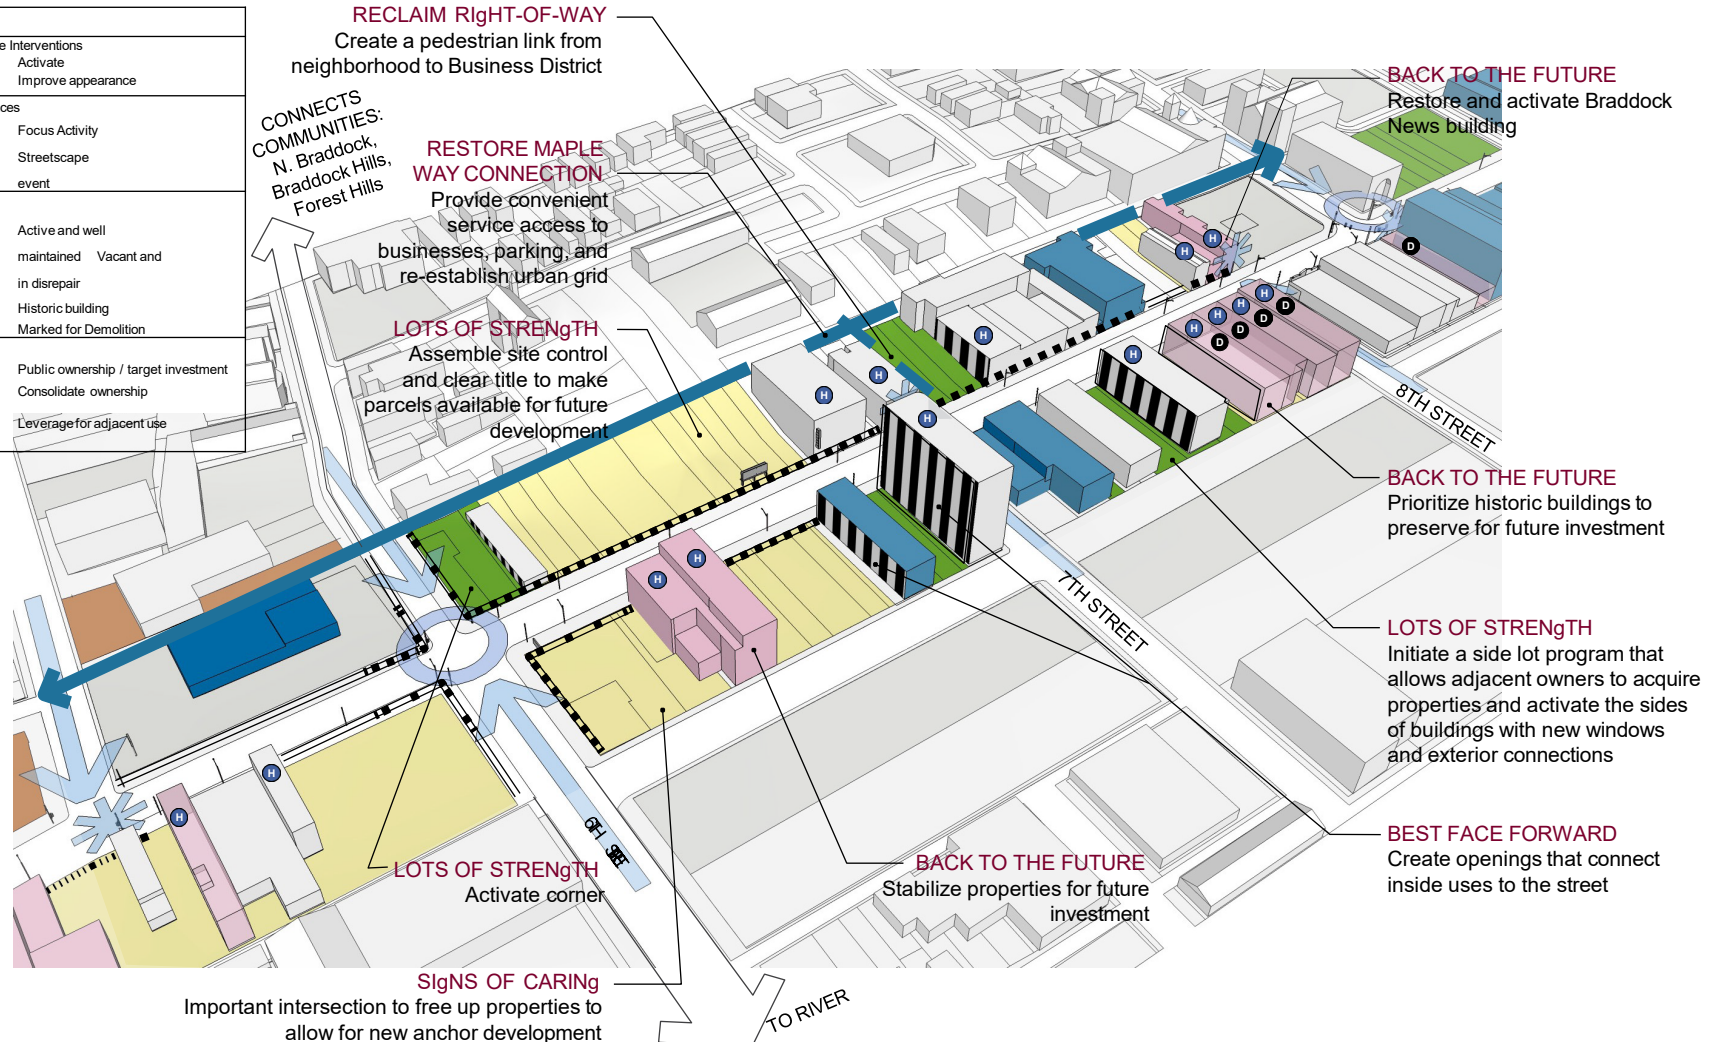 e Interventions
Activate
Improve appearance
ces
Focus Activity
Streetscape
event
Active and well
maintained Vacant and
in disrepair
Historic building
Marked for Demolition
Public ownership / target investment
Consolidate ownership
Leverage for adjacent use
RECLAIM RIgHT-OF-WAY
Create a pedestrian link from
neighborhood to Business District
CONNECTS
COMMUNITIES:
N. Braddock,
Braddock Hills,
Forest Hills
RESTORE MAPLE
WAY CONNECTION
Provide convenient
service access to
businesses, parking, and
re-establish urban grid
LOTS OF STRENgTH
Assemble site control
and clear title to make
parcels available for future
development
BACK TO THE FUTURE
Restore and activate Braddock
News building
H
H
D
H
D
H
D
H
D
H
D
H
H
H
H
H
H
H
H
H
8TH STREET
BACK TO THE FUTURE
Prioritize historic buildings to
preserve for future investment
7TH STREET
LOTS OF STRENgTH
Initiate a side lot program that
allows adjacent owners to acquire
properties and activate the sides
of buildings with new windows
and exterior connections
BEST FACE FORWARD
Create openings that connect
inside uses to the street
6TH STREET
LOTS OF STRENgTH
Activate corner
BACK TO THE FUTURE
Stabilize properties for future
investment
SIgNS OF CARINg
Important intersection to free up properties to
allow for new anchor development
TO RIVER